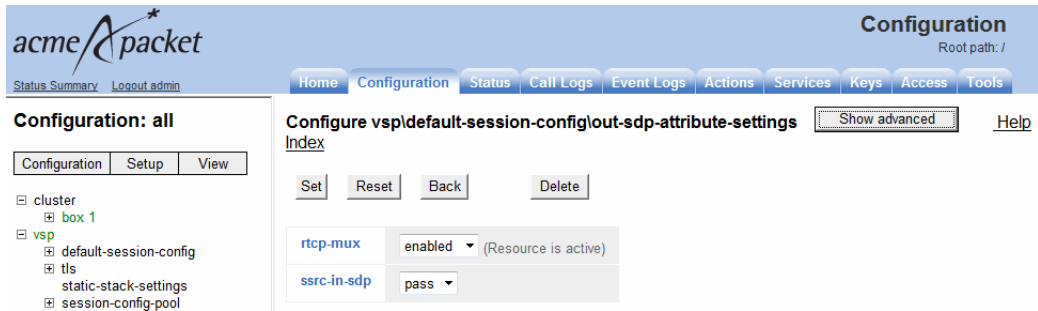 acme packet
Configuration
Root path: /
Status Summary Logout admin
Home Configuration Status Call Logs Event Logs Actions Services Keys Access Tools
Configuration: all
Configure vsp\default-session-config\out-sdp-attribute-settings Show advanced Help
Index
Configuration Setup View
Set Reset Back Delete
cluster
box 1
vsp
default-session-config
tls
static-stack-settings
session-config-pool
rtcp-mux enabled (Resource is active)
ssrc-in-sdp pass